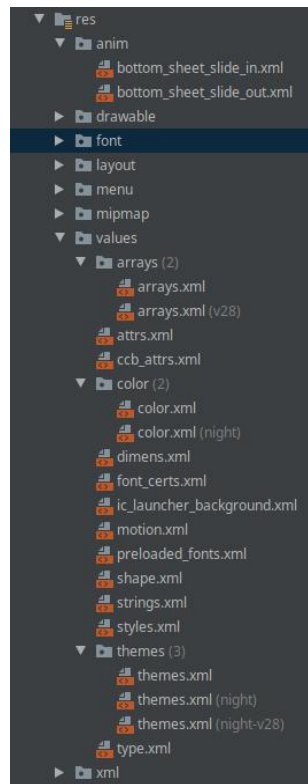 res
anim
bottom_sheet_slide_in.xml
bottom_sheet_slide_out.xml
drawable
font
layout
menu
mipmap
values
arrays (2)
arrays.xml
arrays.xml (v28)
attrs.xml
ccb_attrs.xml
color (2)
color.xml
color.xml (night)
dimens.xml
font_certs.xml
ic_launcher_background.xml
motion.xml
preloaded_fonts.xml
shape.xml
strings.xml
styles.xml
themes (3)
themes.xml
themes.xml (night)
themes.xml (night-v28)
type.xml
xml